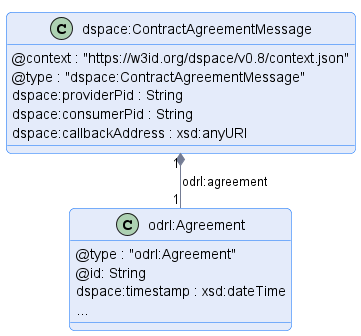 C dspace:ContractAgreementMessage
@context : "https://w3id.org/dspace/v0.8/context.json"
@type : "dspace:ContractAgreementMessage"
dspace:providerPid : String
dspace:consumerPid : String
dspace:callbackAddress : xsd:anyURI
1
odrl:agreement
1
C odrl:Agreement
@type : "odrl:Agreement"
@id: String
dspace:timestamp : xsd:dateTime
...